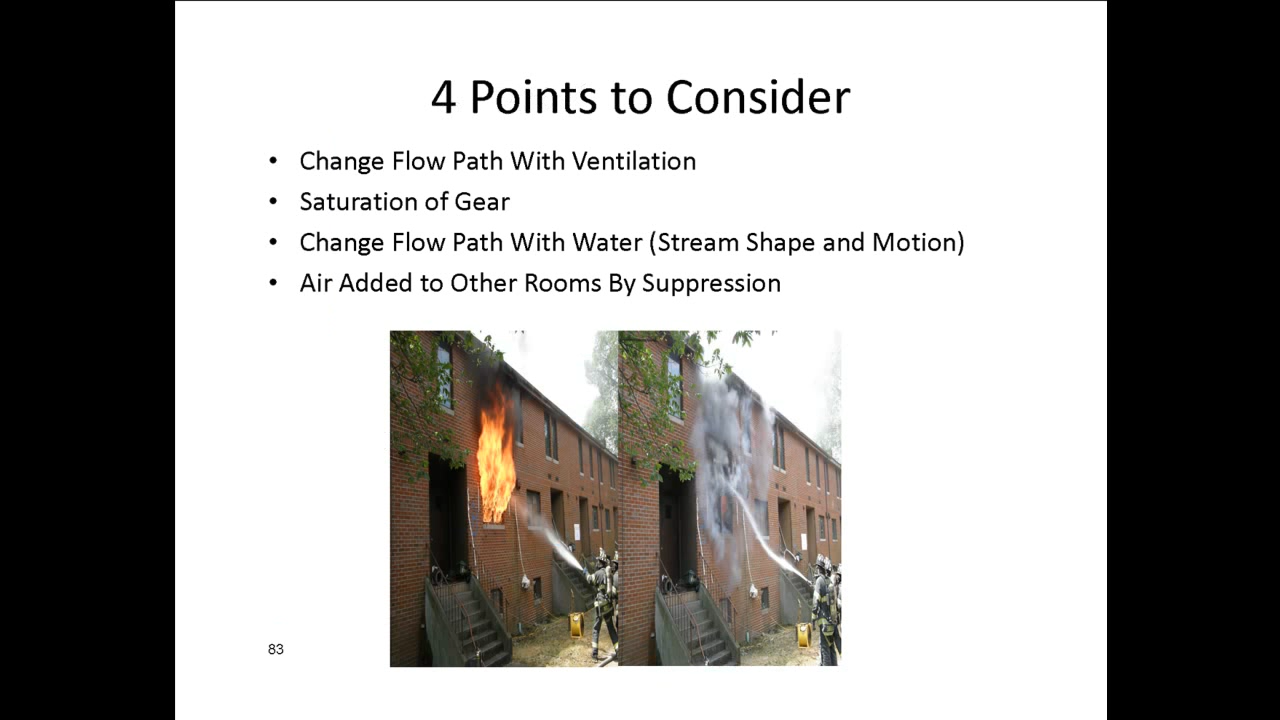 4 Points to Consider
• Change Flow Path With Ventilation
• Saturation of Gear
• Change Flow Path With Water (Stream Shape and Motion)
• Air Added to Other Rooms By Suppression
83